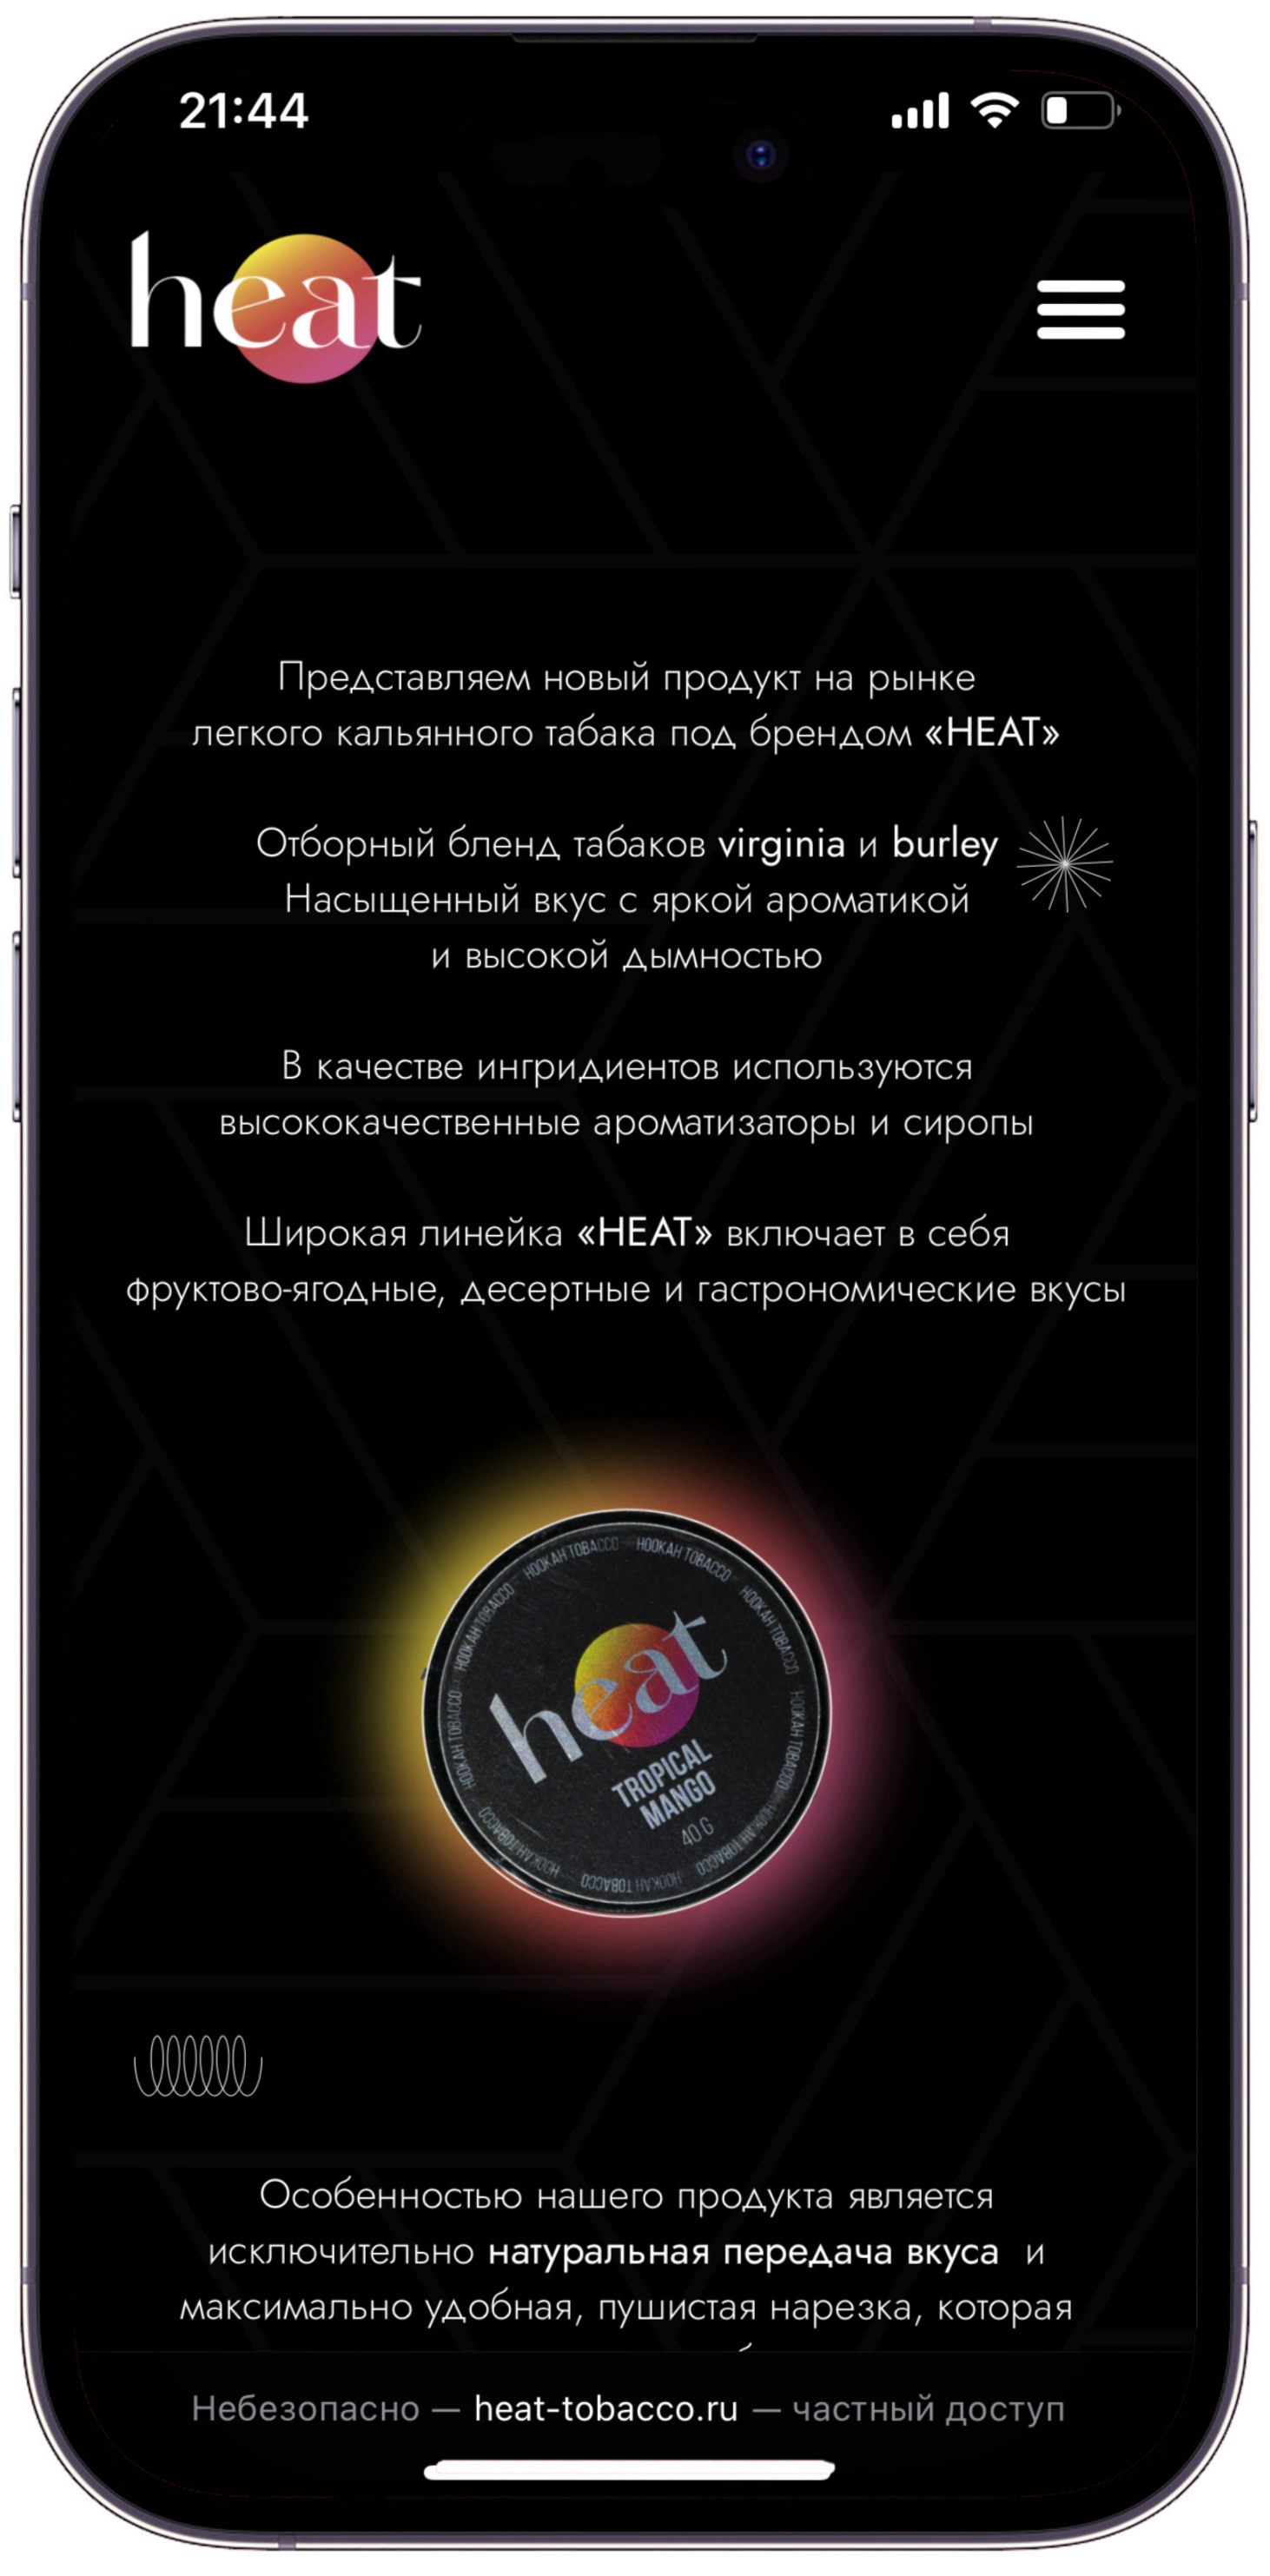 21:44
heat
Представляем новый продукт на рынке
легкого кальянного табака под брендом «HEAT»
Отборный бленд табаков virginia и burley
Насыщенный вкус с яркой ароматикой
и высокой дымностью
В качестве ингридиентов используются
высококачественные ароматизаторы и сиропы
Широкая линейка «HEAT» включает в себя
фруктово-ягодные, десертные и гастрономические вкусы
HOOKAH TOBACCO HOOKAH TOBACCO HOOKAH TOBACCO HOOKAH TOBACCO HOOKAH TOBACCO HOOKAH TOBACCO HOOKAH TOBACCO HOOKAH TOBACCO HOOKAH TOBACCO
heat
TROPICAL
MANGO
40 G
Особенностью нашего продукта является
исключительно натуральная передача вкуса и
максимально удобная, пушистая нарезка, которая
Небезопасно — heat-tobacco.ru — частный доступ